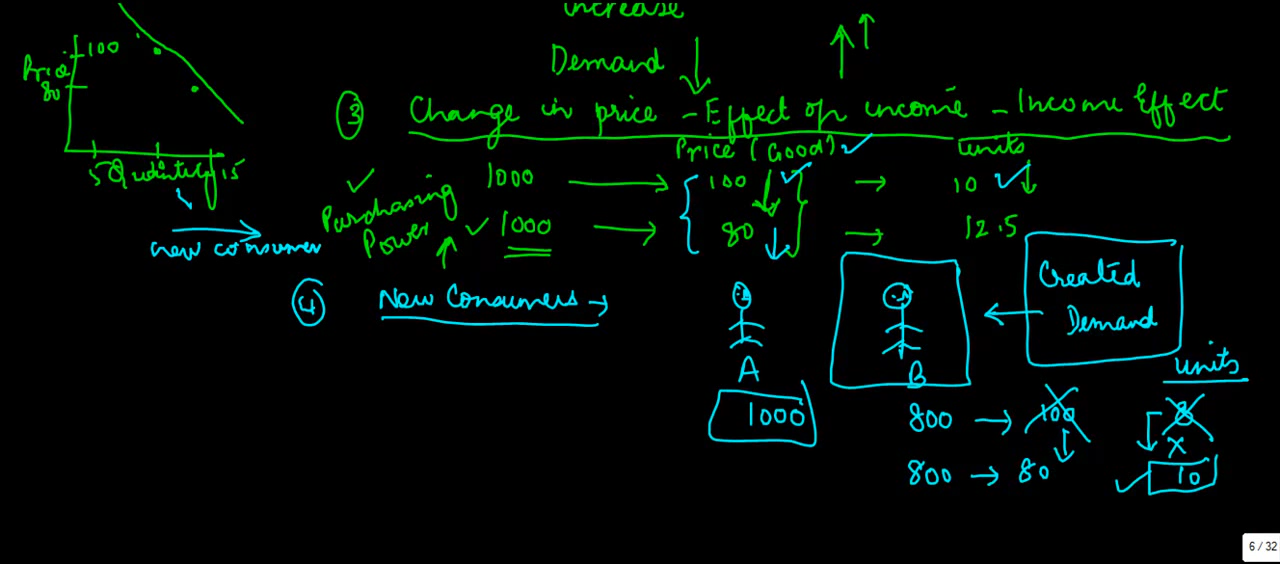 increase
Demand
100
Price
80
5 Quantity 15
new consumer
③ Change in price - Effect on income - Income Effect
Price (Good) units
Purchasing Power
1000 → 100 → 10
1000 → 80 → 12.5
④ New Consumers →
A
B
Created
Demand
1000
units
800 → 100 8
x
800 → 80 10
6 / 32